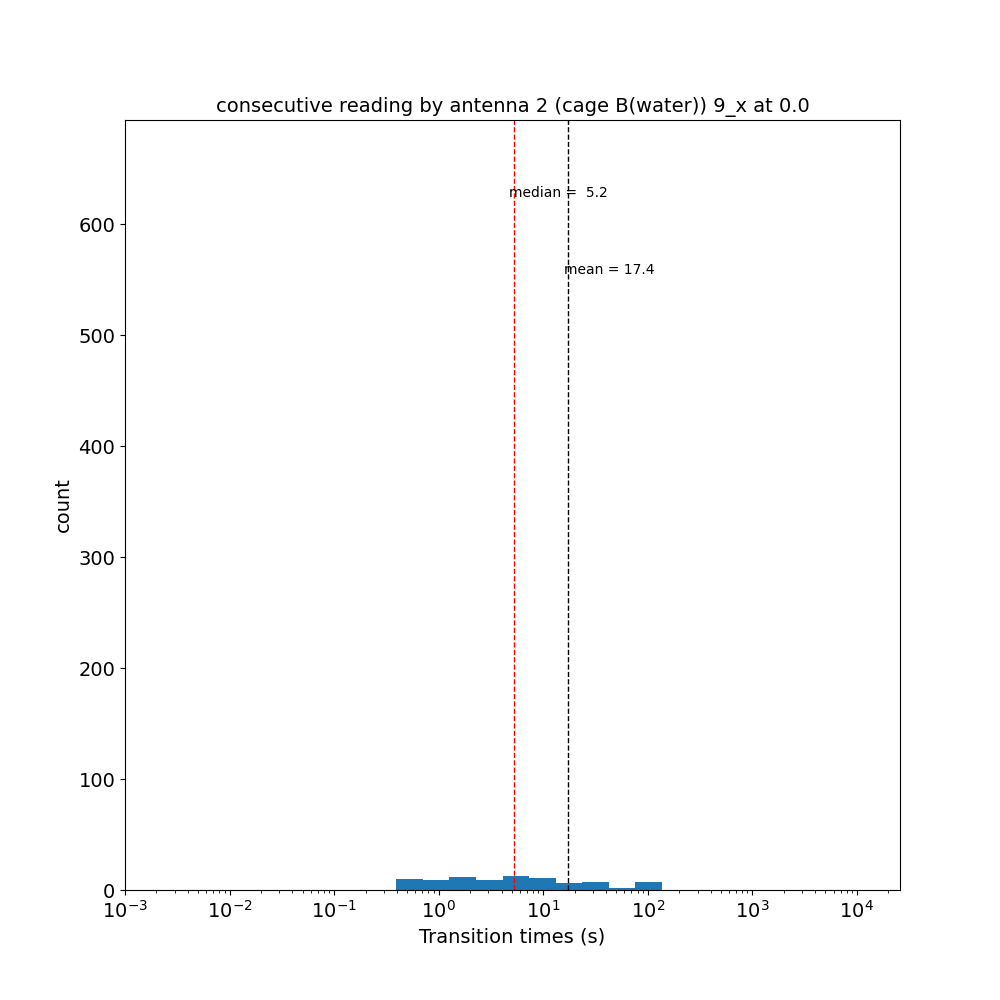 consecutive reading by antenna 2 (cage B(water)) 9_x at 0.0
median =  5.2
mean = 17.4
600
500
400
300
200
100
0
count
10⁻³ 10⁻² 10⁻¹ 10⁰ 10¹ 10² 10³ 10⁴
Transition times (s)